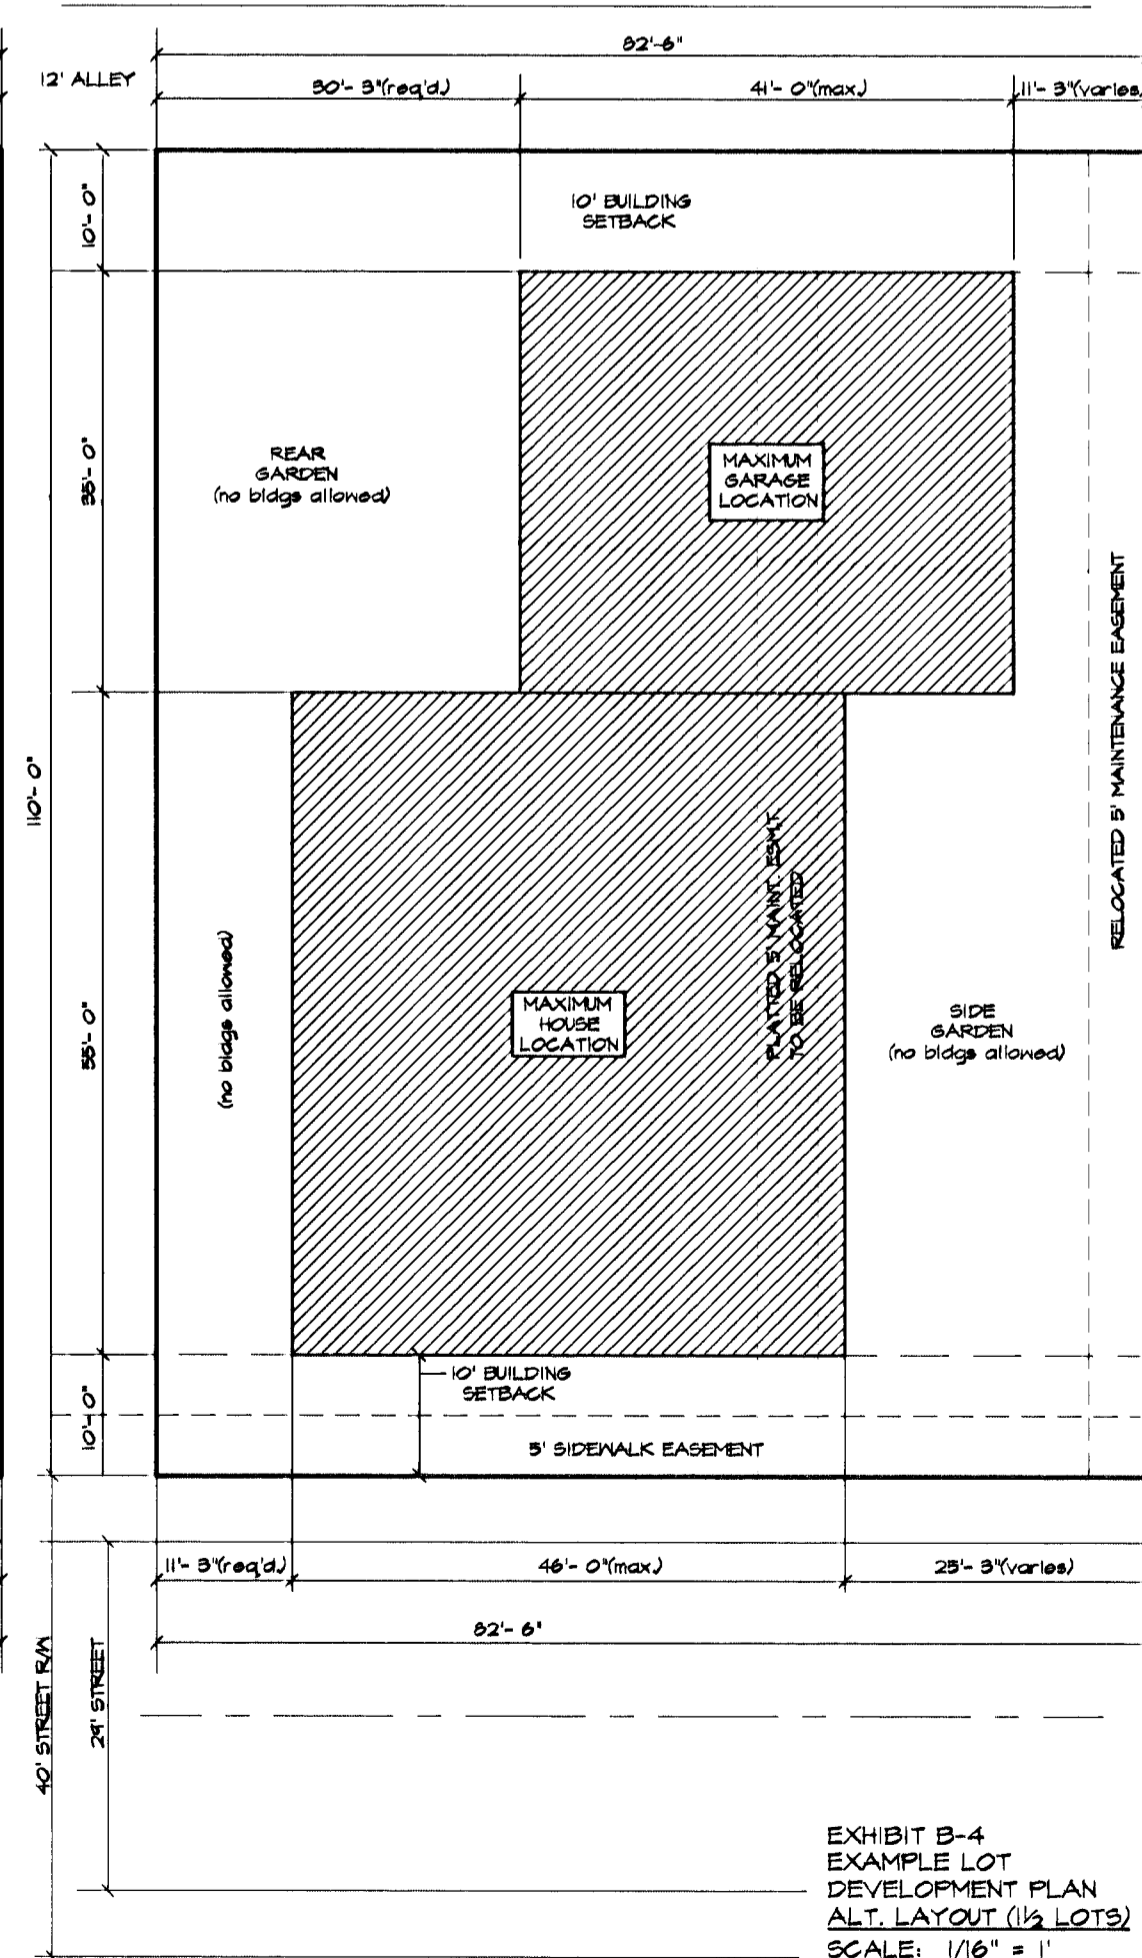 82'-6"
12' ALLEY
30'- 3"(req'd.)
41'- 0"(max.)
11'- 3"(varies)
10'- 0"
10' BUILDING
SETBACK
35'- 0"
REAR
GARDEN
(no bldgs allowed)
MAXIMUM
GARAGE
LOCATION
RELOCATED 5' MAINTENANCE EASEMENT
110'- 0"
55'- 0"
(no bldgs allowed)
MAXIMUM
HOUSE
LOCATION
PLATTED 5' MAINT. ESM.T.
TO BE RELOCATED
SIDE
GARDEN
(no bldgs allowed)
10'- 0"
10' BUILDING
SETBACK
5' SIDEWALK EASEMENT
11'- 3"(req'd.)
46'- 0"(max.)
25'- 3"(varies)
82'- 6"
40' STREET R/W
29' STREET
EXHIBIT B-4
EXAMPLE LOT
DEVELOPMENT PLAN
ALT. LAYOUT (1½ LOTS)
SCALE: 1/16" = 1'